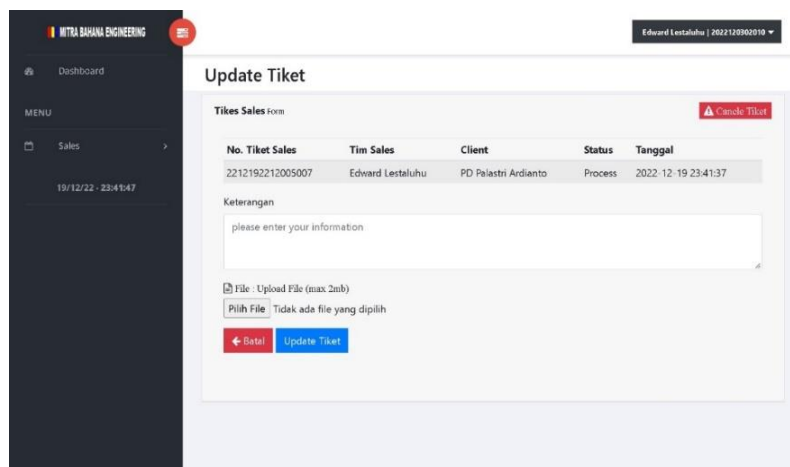 MITRA BAHANA ENGINEERING
Edward Lestaluhu | 2022120302010
Dashboard
MENU
Sales
19/12/22 - 23:41:47
Update Tiket
Tikes Sales Form
Cancle Tiket
No. Tiket Sales Tim Sales Client Status Tanggal
2212192212005007 Edward Lestaluhu PD Palastri Ardianto Process 2022-12-19 23:41:37
Keterangan
please enter your information
File : Upload File (max 2mb)
Pilih File Tidak ada file yang dipilih
Batal Update Tiket